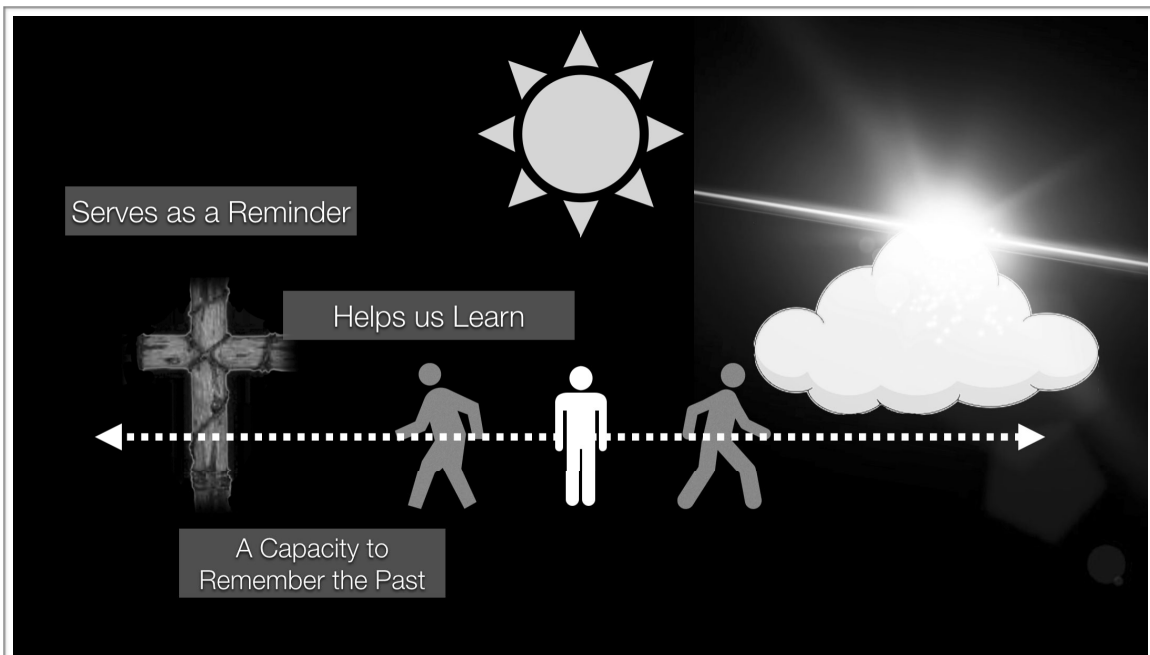 Serves as a Reminder
Helps us Learn
A Capacity to
Remember the Past